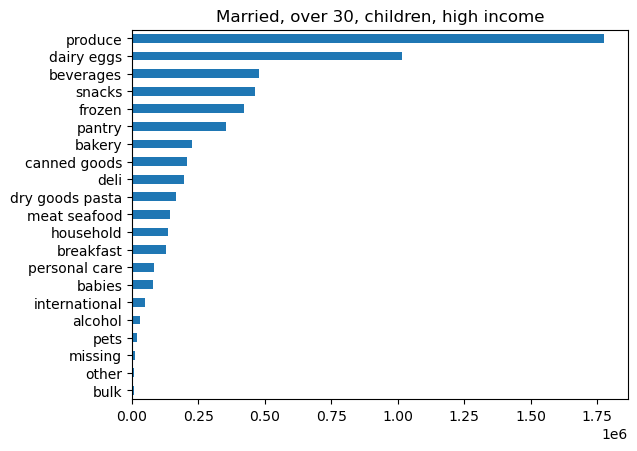 Married, over 30, children, high income
produce
dairy eggs
beverages
snacks
frozen
pantry
bakery
canned goods
deli
dry goods pasta
meat seafood
household
breakfast
personal care
babies
international
alcohol
pets
missing
other
bulk
0.00 0.25 0.50 0.75 1.00 1.25 1.50 1.75
1e6